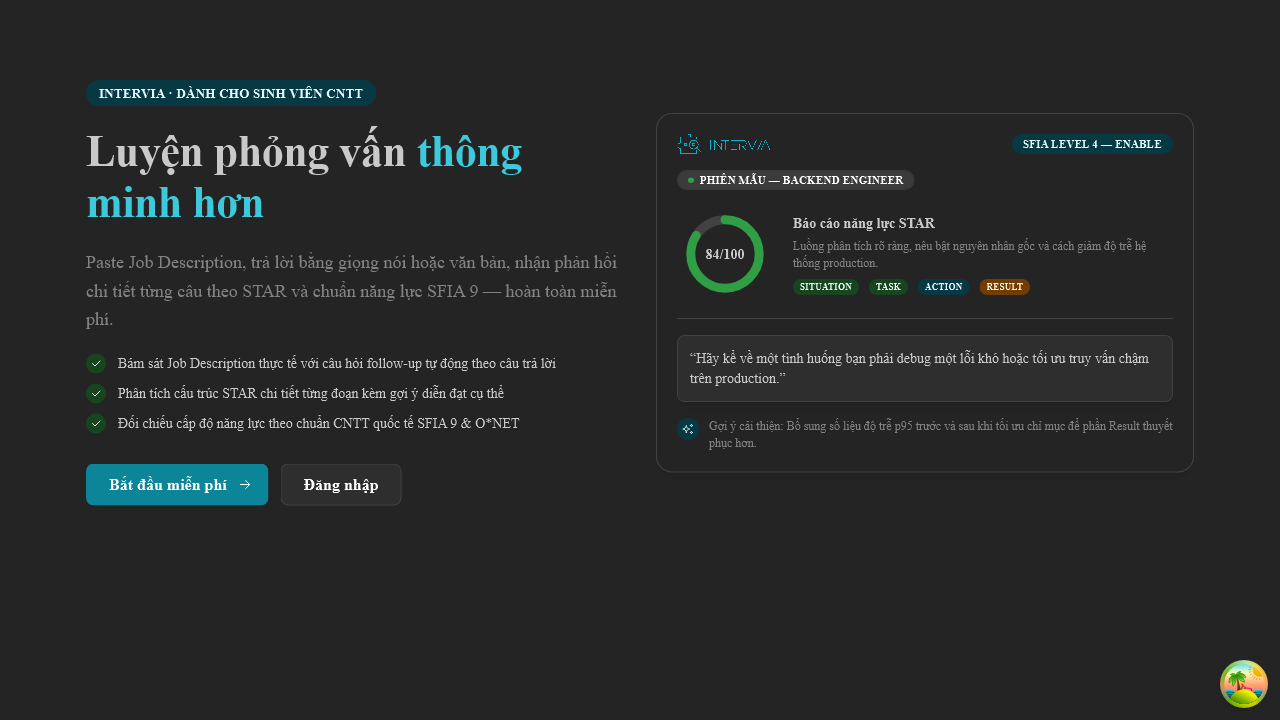 INTERVIA · DÀNH CHO SINH VIÊN CNTT
Luyện phỏng vấn thông
minh hơn
Paste Job Description, trả lời bằng giọng nói hoặc văn bản, nhận phản hồi
chi tiết từng câu theo STAR và chuẩn năng lực SFIA 9 — hoàn toàn miễn
phí.
Bám sát Job Description thực tế với câu hỏi follow-up tự động theo câu trả lời
Phân tích cấu trúc STAR chi tiết từng đoạn kèm gợi ý diễn đạt cụ thể
Đối chiếu cấp độ năng lực theo chuẩn CNTT quốc tế SFIA 9 & O*NET
Bắt đầu miễn phí
Đăng nhập
INTERVIA
SFIA LEVEL 4 — ENABLE
PHIÊN MẪU — BACKEND ENGINEER
84/100
Báo cáo năng lực STAR
Luồng phân tích rõ ràng, nêu bật nguyên nhân gốc và cách giảm độ trễ hệ
thống production.
SITUATION
TASK
ACTION
RESULT
“Hãy kể về một tình huống bạn phải debug một lỗi khó hoặc tối ưu truy vấn chậm
trên production.”
Gợi ý cải thiện: Bổ sung số liệu độ trễ p95 trước và sau khi tối ưu chỉ mục để phần Result thuyết
phục hơn.